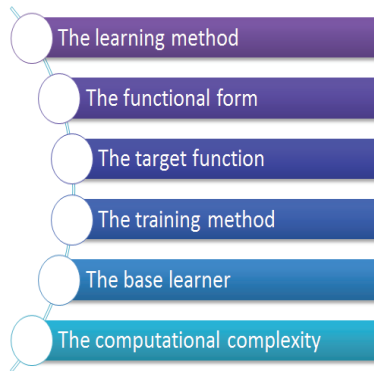 The learning method
The functional form
The target function
The training method
The base learner
The computational complexity